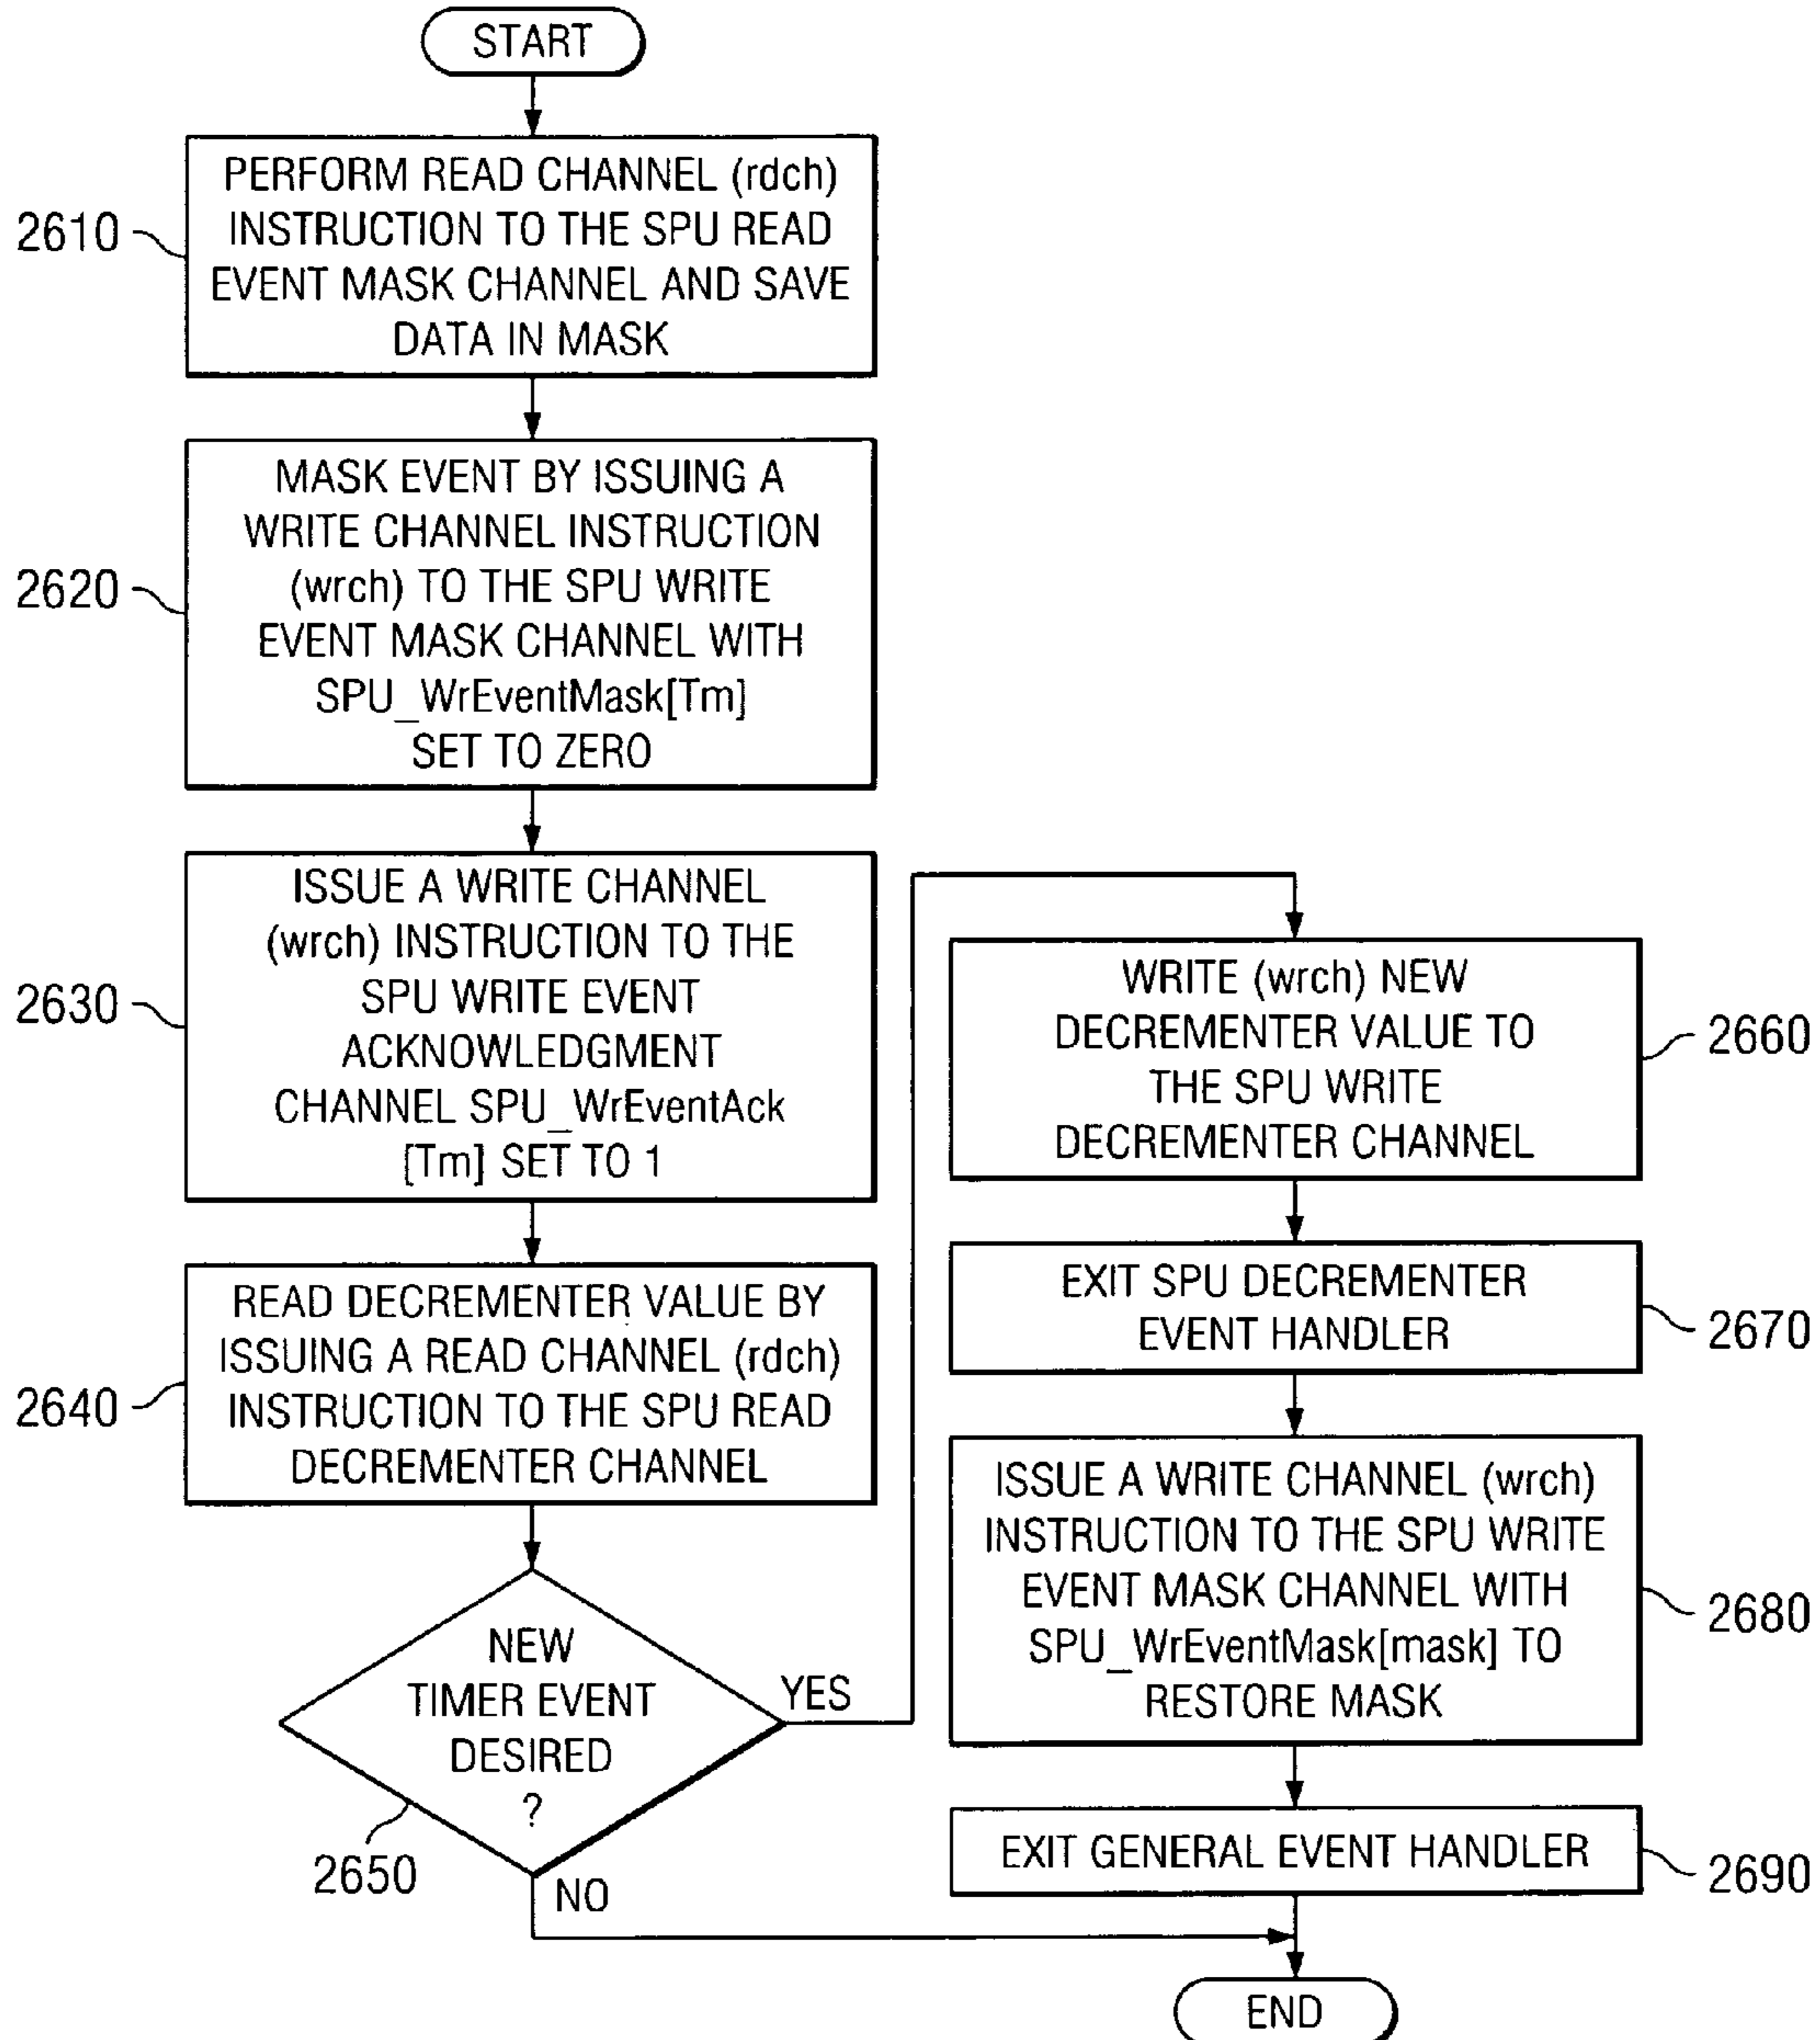 START
2610
PERFORM READ CHANNEL (rdch)
INSTRUCTION TO THE SPU READ
EVENT MASK CHANNEL AND SAVE
DATA IN MASK
2620
MASK EVENT BY ISSUING A
WRITE CHANNEL INSTRUCTION
(wrch) TO THE SPU WRITE
EVENT MASK CHANNEL WITH
SPU_WrEventMask[Tm]
SET TO ZERO
2630
ISSUE A WRITE CHANNEL
(wrch) INSTRUCTION TO THE
SPU WRITE EVENT
ACKNOWLEDGMENT
CHANNEL SPU_WrEventAck
[Tm] SET TO 1
2640
READ DECREMENTER VALUE BY
ISSUING A READ CHANNEL (rdch)
INSTRUCTION TO THE SPU READ
DECREMENTER CHANNEL
NEW
TIMER EVENT
DESIRED
?
2650
YES
NO
WRITE (wrch) NEW
DECREMENTER VALUE TO
THE SPU WRITE
DECREMENTER CHANNEL
2660
EXIT SPU DECREMENTER
EVENT HANDLER
2670
ISSUE A WRITE CHANNEL (wrch)
INSTRUCTION TO THE SPU WRITE
EVENT MASK CHANNEL WITH
SPU_WrEventMask[mask] TO
RESTORE MASK
2680
EXIT GENERAL EVENT HANDLER
2690
END